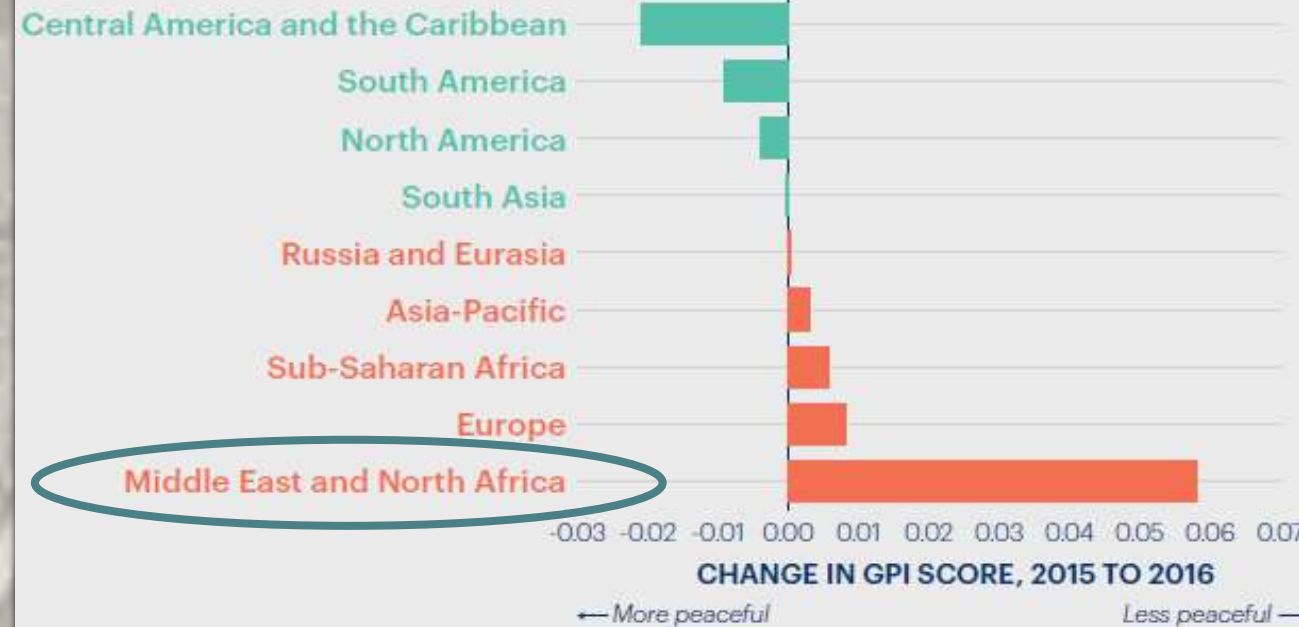 Central America and the Caribbean
South America
North America
South Asia
Russia and Eurasia
Asia-Pacific
Sub-Saharan Africa
Europe
Middle East and North Africa
-0.03 -0.02 -0.01 0.00 0.01 0.02 0.03 0.04 0.05 0.06 0.07
CHANGE IN GPI SCORE, 2015 TO 2016
←— More peaceful Less peaceful —